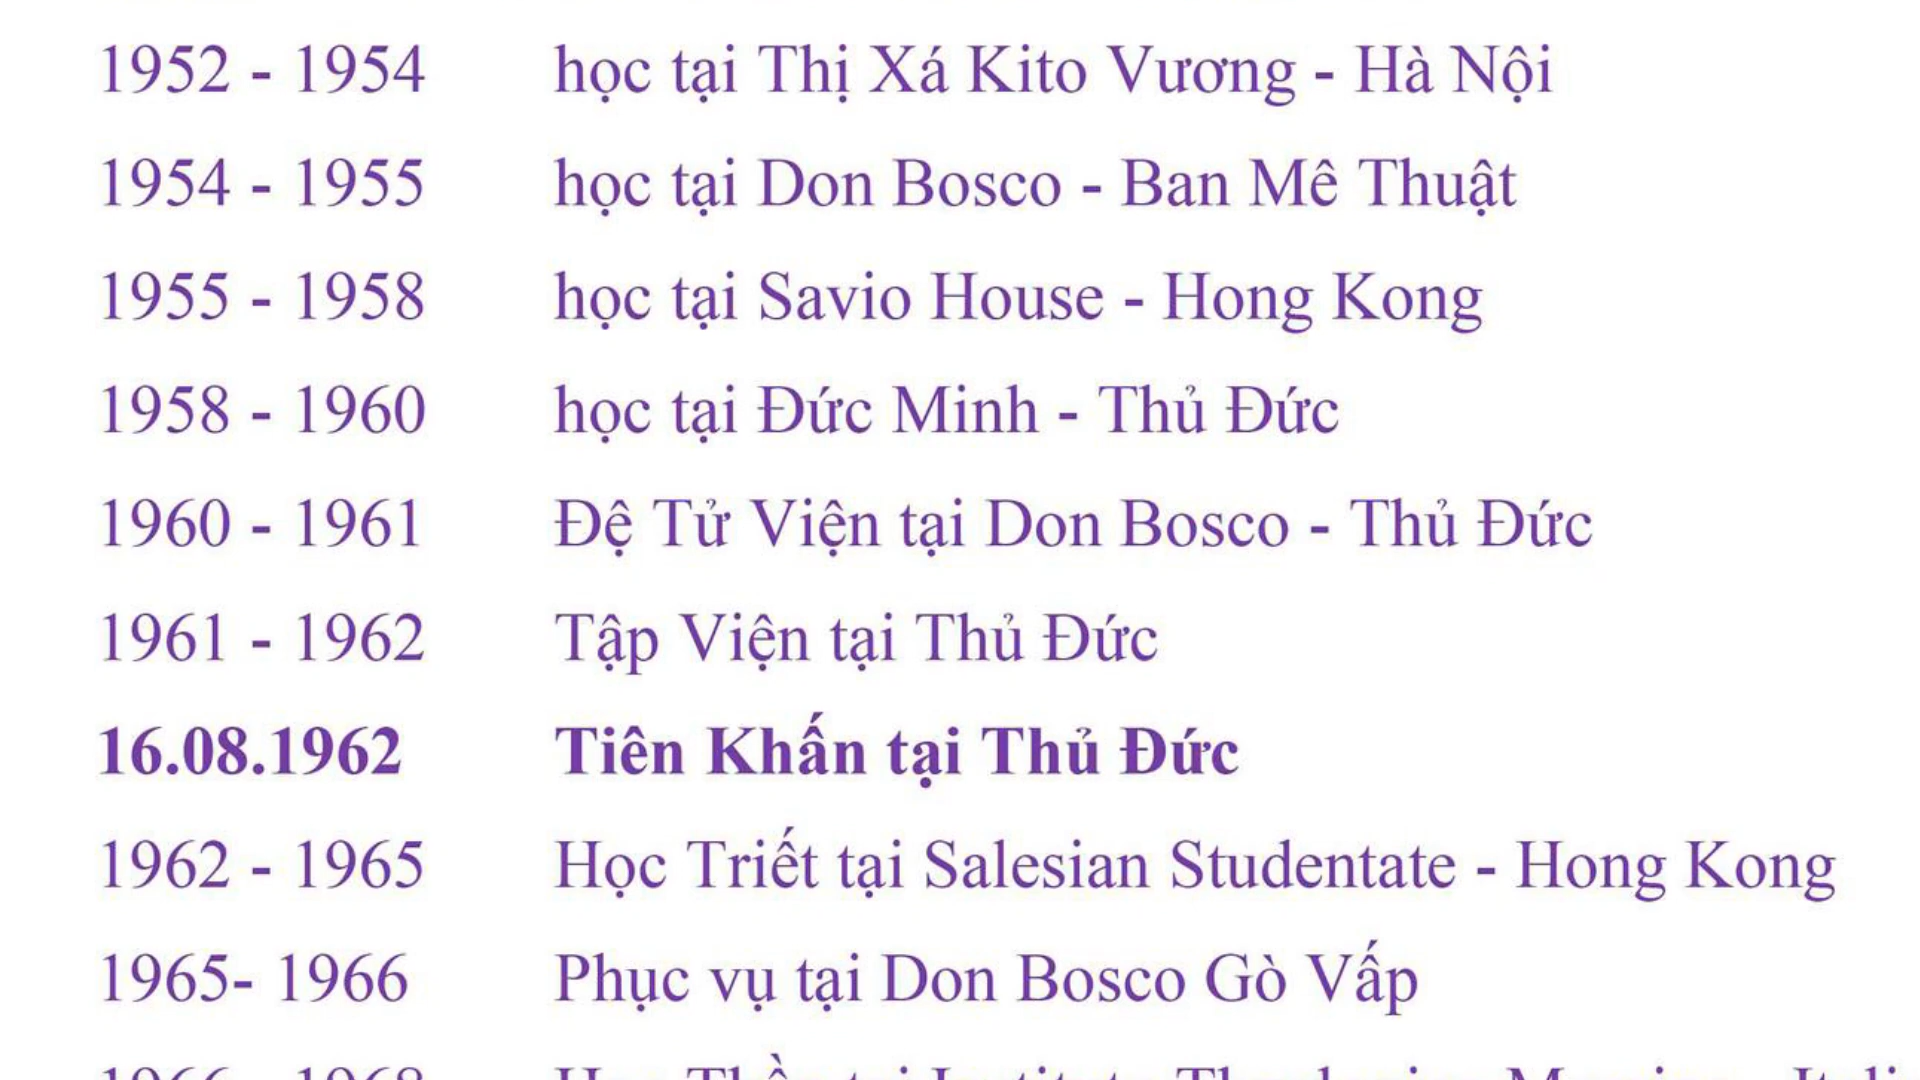 1952 - 1954 học tại Thị Xá Kito Vương - Hà Nội
1954 - 1955 học tại Don Bosco - Ban Mê Thuật
1955 - 1958 học tại Savio House - Hong Kong
1958 - 1960 học tại Đức Minh - Thủ Đức
1960 - 1961 Đệ Tử Viện tại Don Bosco - Thủ Đức
1961 - 1962 Tập Viện tại Thủ Đức
16.08.1962 Tiên Khấn tại Thủ Đức
1962 - 1965 Học Triết tại Salesian Studentate - Hong Kong
1965- 1966 Phục vụ tại Don Bosco Gò Vấp